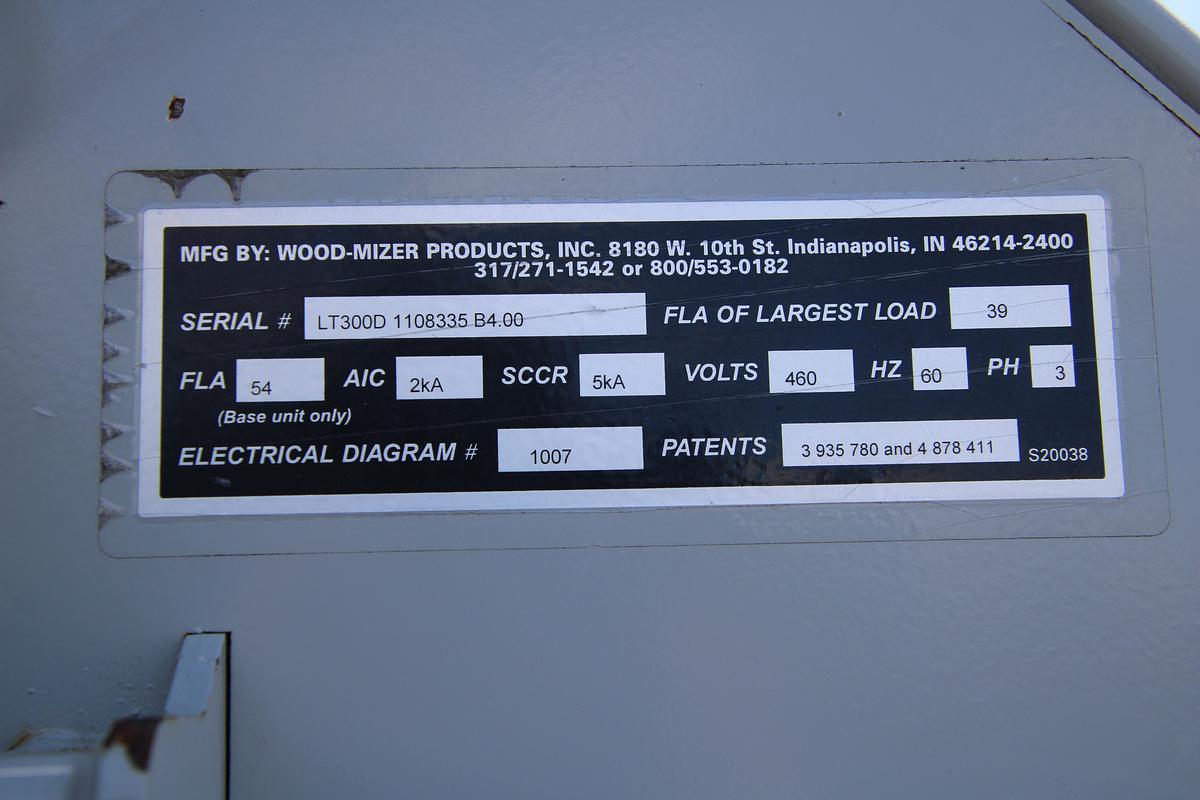 MFG BY: WOOD-MIZER PRODUCTS, INC. 8180 W. 10th St. Indianapolis, IN 46214-2400
317/271-1542 or 800/553-0182
SERIAL # LT300D 1108335 B4.00 FLA OF LARGEST LOAD 39
FLA 54 AIC 2kA SCCR 5kA VOLTS 460 HZ 60 PH 3
(Base unit only)
ELECTRICAL DIAGRAM # 1007 PATENTS 3 935 780 and 4 878 411 S20038